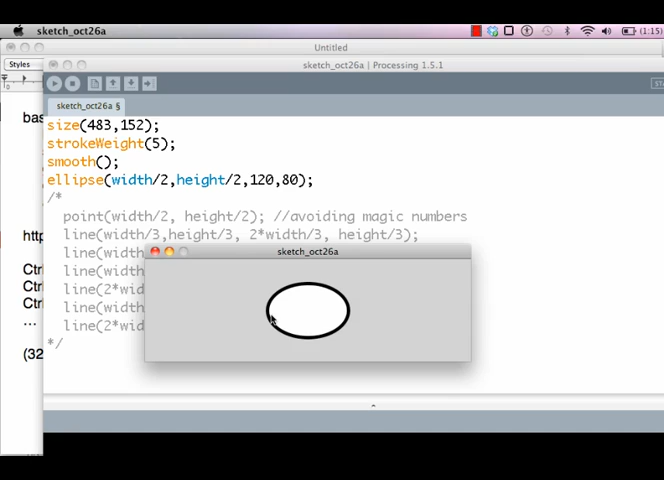 sketch_oct26a
(1:15)
Untitled
Styles
sketch_oct26a | Processing 1.5.1
sketch_oct26a §
size(483,152);
strokeWeight(5);
smooth();
ellipse(width/2,height/2,120,80);
/*
point(width/2, height/2); //avoiding magic numbers
line(width/3,height/3, 2*width/3, height/3);
line(width
line(width
line(2*wid
line(width
line(2*wid
*/
sketch_oct26a
bas
http
Ctr
Ctr
Ctr
...
(32